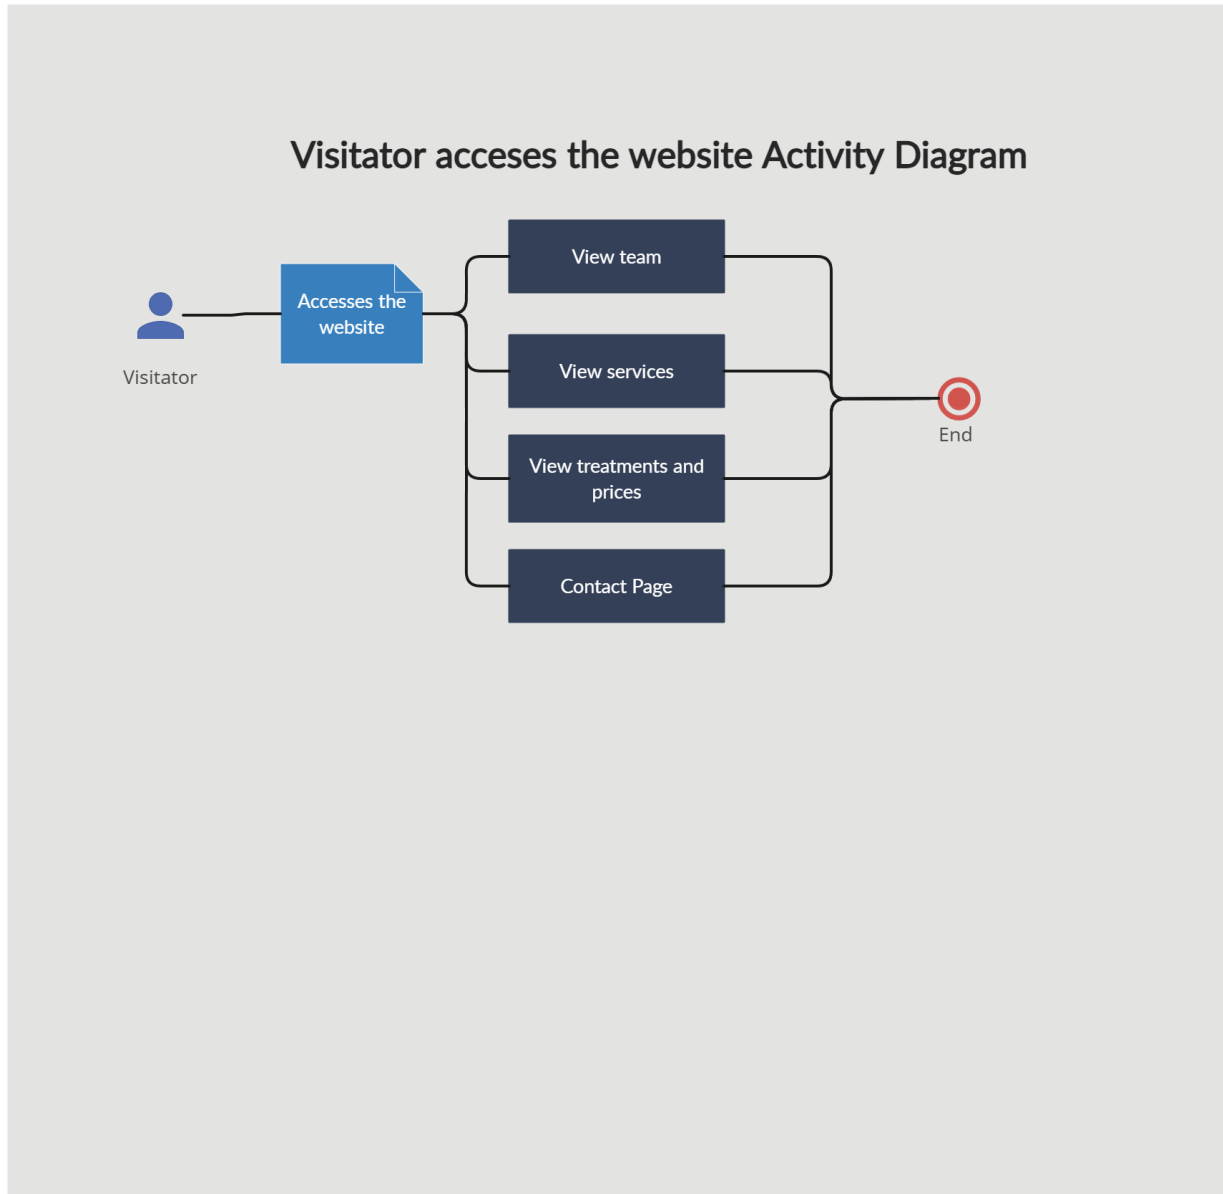 Visitator acceses the website Activity Diagram
View team
Accesses the
website
Visitator
View services
View treatments and
prices
Contact Page
End